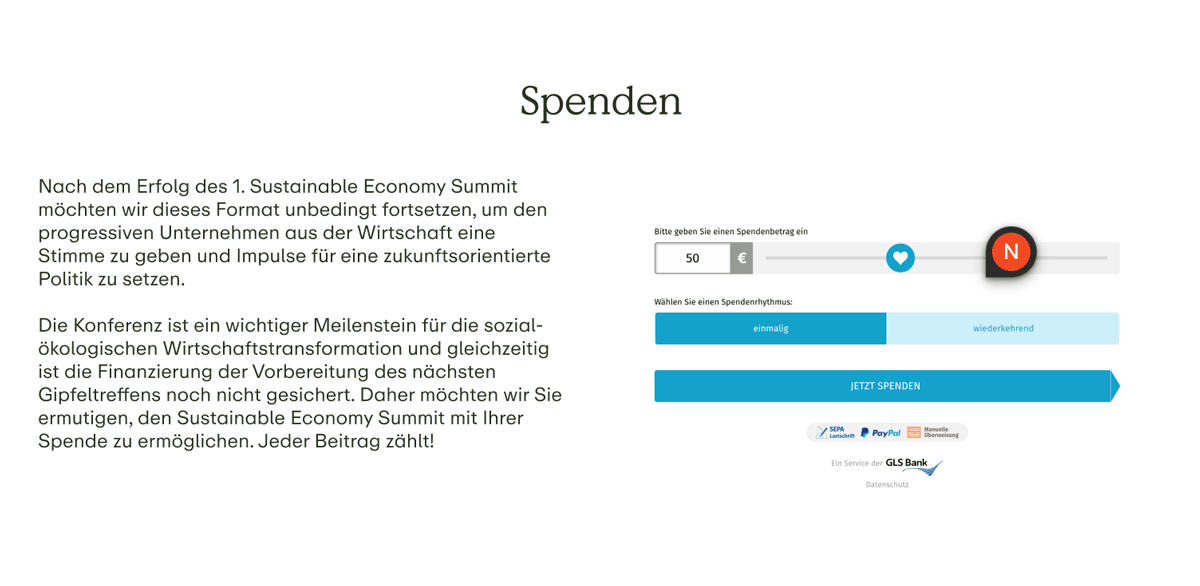 Spenden
Nach dem Erfolg des 1. Sustainable Economy Summit
möchten wir dieses Format unbedingt fortsetzen, um den
progressiven Unternehmen aus der Wirtschaft eine
Stimme zu geben und Impulse für eine zukunftsorientierte
Politik zu setzen.
Die Konferenz ist ein wichtiger Meilenstein für die sozial-
ökologischen Wirtschaftstransformation und gleichzeitig
ist die Finanzierung der Vorbereitung des nächsten
Gipfeltreffens noch nicht gesichert. Daher möchten wir Sie
ermutigen, den Sustainable Economy Summit mit Ihrer
Spende zu ermöglichen. Jeder Beitrag zählt!
Bitte geben Sie einen Spendenbetrag ein
50 €
N
Wählen Sie einen Spendenrhythmus:
einmalig wiederkehrend
JETZT SPENDEN
SEPA Lastschrift PayPal Manuelle Überweisung
Ein Service der GLS Bank
Datenschutz